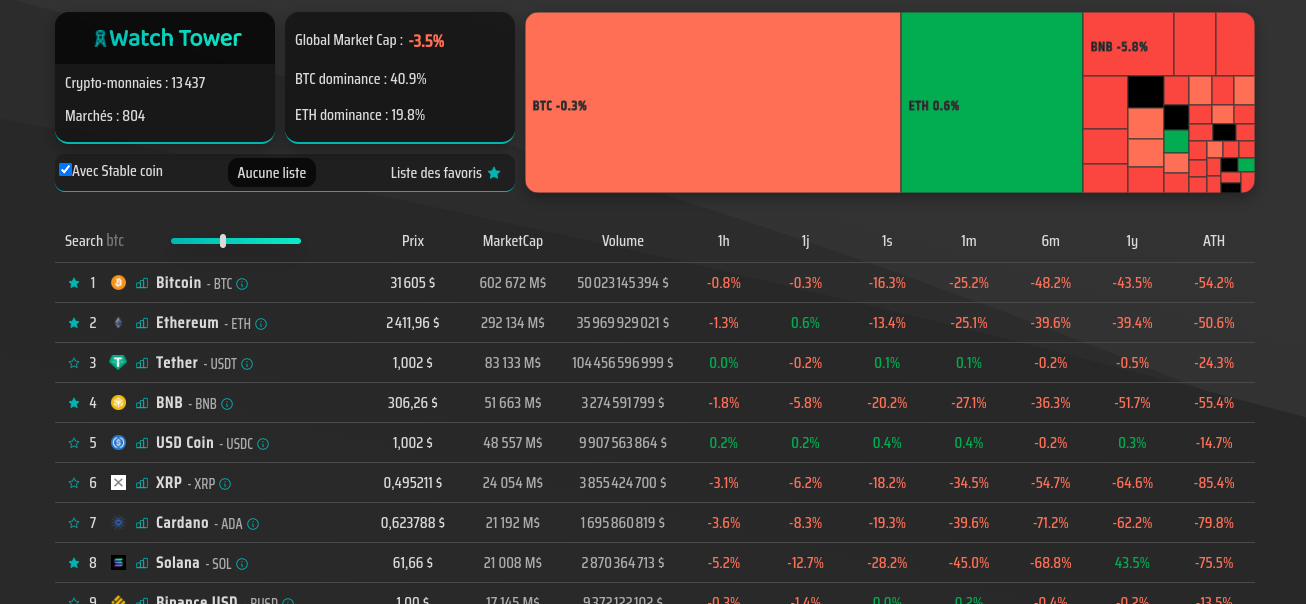 Watch Tower
Crypto-monnaies : 13 437
Marchés : 804
Global Market Cap : -3.5%
BTC dominance : 40.9%
ETH dominance : 19.8%
Avec Stable coin
Aucune liste
Liste des favoris
BTC -0.3%
ETH 0.6%
BNB -5.8%
Search btc Prix MarketCap Volume 1h 1j 1s 1m 6m 1y ATH
1 Bitcoin - BTC 31 605 $ 602 672 M$ 50 023 145 394 $ -0.8% -0.3% -16.3% -25.2% -48.2% -43.5% -54.2%
2 Ethereum - ETH 2 411,96 $ 292 134 M$ 35 969 929 021 $ -1.3% 0.6% -13.4% -25.1% -39.6% -39.4% -50.6%
3 Tether - USDT 1,002 $ 83 133 M$ 104 456 596 999 $ 0.0% -0.2% 0.1% 0.1% -0.2% -0.5% -24.3%
4 BNB - BNB 306,26 $ 51 663 M$ 3 274 591 799 $ -1.8% -5.8% -20.2% -27.1% -36.3% -51.7% -55.4%
5 USD Coin - USDC 1,002 $ 48 557 M$ 9 907 563 864 $ 0.2% 0.2% 0.4% 0.4% -0.2% 0.3% -14.7%
6 XRP - XRP 0,495211 $ 24 054 M$ 3 855 424 700 $ -3.1% -6.2% -18.2% -34.5% -54.7% -64.6% -85.4%
7 Cardano - ADA 0,623788 $ 21 192 M$ 1 695 860 819 $ -3.6% -8.3% -19.3% -39.6% -71.2% -62.2% -79.8%
8 Solana - SOL 61,66 $ 21 008 M$ 2 870 364 713 $ -5.2% -12.7% -28.2% -45.0% -68.8% 43.5% -75.5%
9 Binance USD - BUSD 1,00 $ 17 145 M$ 9 372 122 102 $ -0.3% -1.4% 0.0% 0.2% -0.4% -0.2% -13.5%